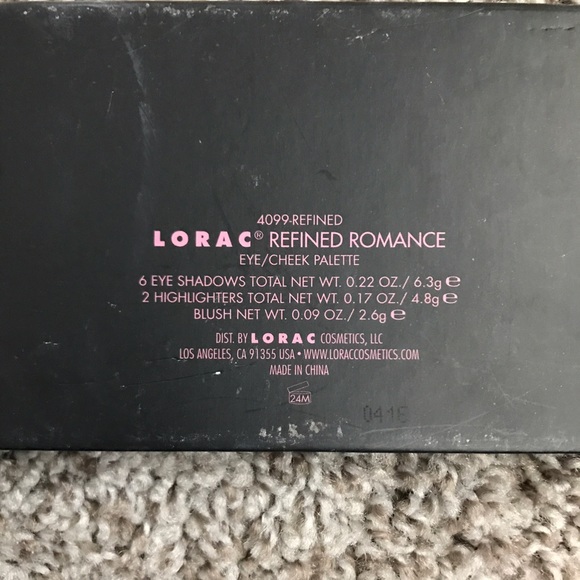 4099-REFINED
LORAC® REFINED ROMANCE
EYE/CHEEK PALETTE
6 EYE SHADOWS TOTAL NET WT. 0.22 OZ./ 6.3g ℮
2 HIGHLIGHTERS TOTAL NET WT. 0.17 OZ./ 4.8g ℮
BLUSH NET WT. 0.09 OZ./ 2.6g ℮
DIST. BY LORAC COSMETICS, LLC
LOS ANGELES, CA 91355 USA • WWW.LORACCOSMETICS.COM
MADE IN CHINA
24M